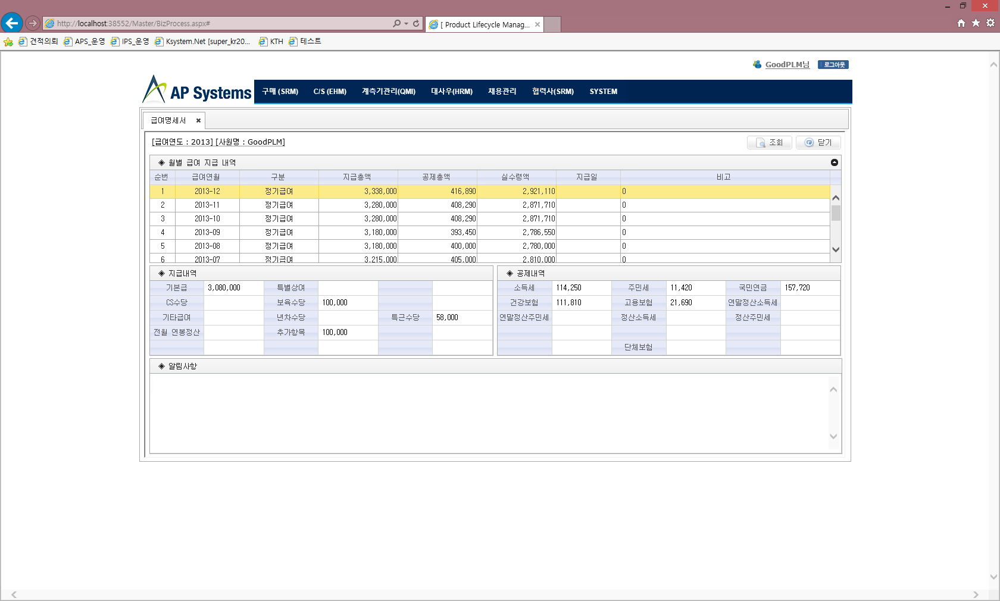 http://localhost:38552/Master/BizProcess.aspx#
[ Product Lifecycle Manag...
견적의뢰 APS_운영 IPS_운영 Ksystem.Net [super_kr20... KTH 테스트
GoodPLM님 로그아웃
AP Systems 구매 (SRM) C/S (EHM) 계측기관리(QMI) 대사우(HRM) 채용관리 협력사(SRM) SYSTEM
급여명세서
[급여연도 : 2013] [사원명 : GoodPLM] 조회 닫기
◈ 월별 급여 지급 내역
순번 급여연월 구분 지급총액 공제총액 실수령액 지급일 비고
1 2013-12 정기급여 3,338,000 416,890 2,921,110 0
2 2013-11 정기급여 3,280,000 408,290 2,871,710 0
3 2013-10 정기급여 3,280,000 408,290 2,871,710 0
4 2013-09 정기급여 3,180,000 393,450 2,786,550 0
5 2013-08 정기급여 3,180,000 400,000 2,780,000 0
6 2013-07 정기급여 3,215,000 405,000 2,810,000 0
◈ 지급내역
기본급 3,080,000 특별상여
CS수당 보육수당 100,000
기타급여 년차수당 특근수당 58,000
전월 연봉정산 추가항목 100,000
◈ 공제내역
소득세 114,250 주민세 11,420 국민연금 157,720
건강보험 111,810 고용보험 21,690 연말정산소득세
연말정산주민세 정산소득세 정산주민세
단체보험
◈ 알림사항